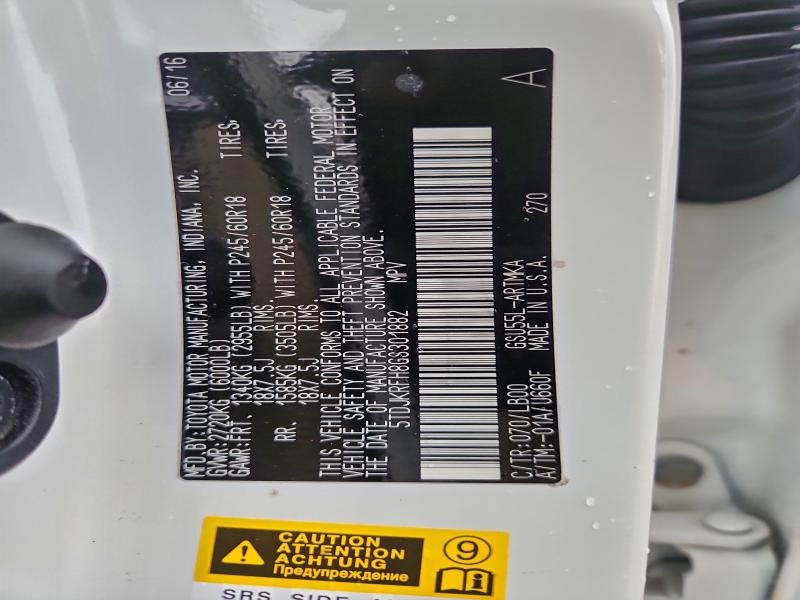 MFD.BY:TOYOTA MOTOR MANUFACTURING, INDIANA, INC. 06/16
GVWR:2720KG (6000LB)
GAWR:FRT. 1340KG (2955LB) WITH P245/60R18 TIRES,
18X7.5J RIMS.
RR. 1585KG (3505LB) WITH P245/60R18 TIRES,
18X7.5J RIMS.
THIS VEHICLE CONFORMS TO ALL APPLICABLE FEDERAL MOTOR
VEHICLE SAFETY AND THEFT PREVENTION STANDARDS IN EFFECT ON
THE DATE OF MANUFACTURE SHOWN ABOVE.
5TDJKRFH8GS301882 MPV
C/TR:070/LB00 GSU55L-ARTMKA 270
A/TM:-01A/U660F MADE IN U.S.A. A
CAUTION
ATTENTION
ACHTUNG
Предупреждение
9
SRS SIDE